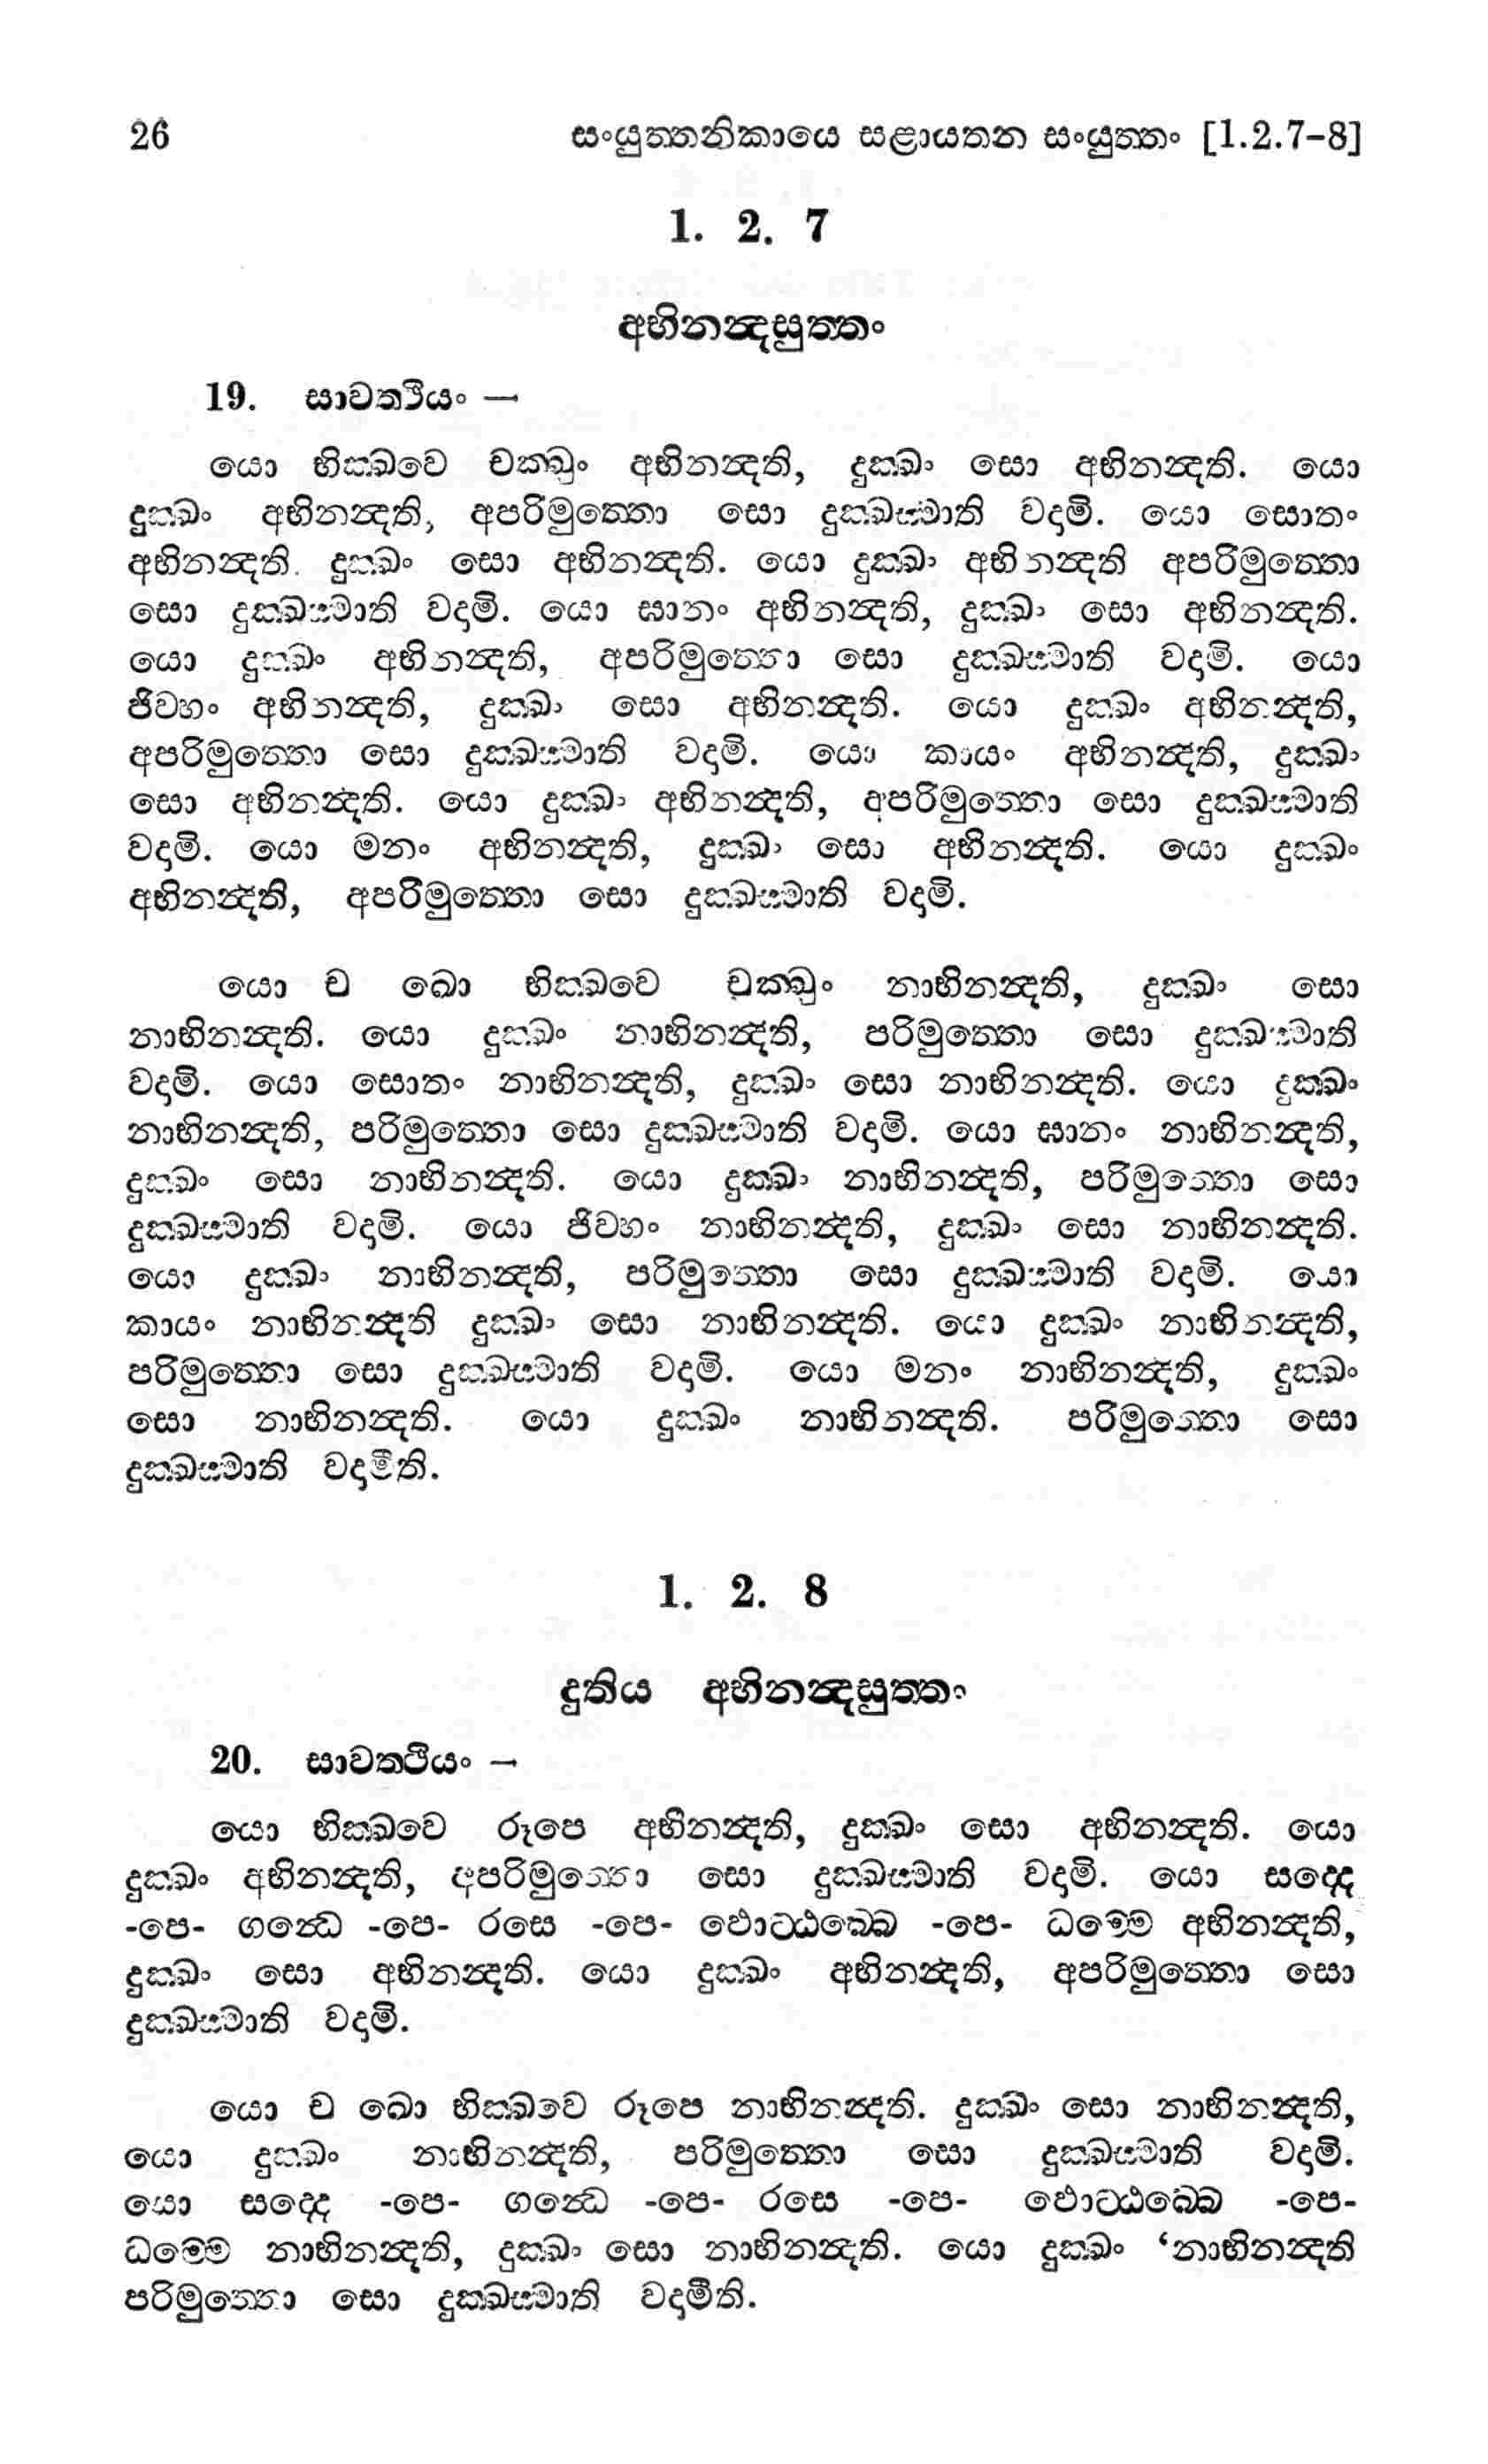 26 සංයුත්තනිකායෙ සළායතන සංයුත්තං [1.2.7-8]
1. 2. 7
අභිනන්දසුත්තං
19. සාවත්ථියං —
යො භික්ඛවෙ චක්ඛුං අභිනන්දති, දුක්ඛං සො අභිනන්දති. යො
දුක්ඛං අභිනන්දති, අපරිමුත්තො සො දුක්ඛස්මාති වදාමි. යො සොතං
අභිනන්දති. දුක්ඛං සො අභිනන්දති. යො දුක්ඛං අභිනන්දති අපරිමුත්තො
සො දුක්ඛස්මාති වදාමි. යො ඝානං අභිනන්දති, දුක්ඛං සො අභිනන්දති.
යො දුක්ඛං අභිනන්දති, අපරිමුත්තො සො දුක්ඛස්මාති වදාමි. යො
ජිව්හං අභිනන්දති, දුක්ඛං සො අභිනන්දති. යො දුක්ඛං අභිනන්දති,
අපරිමුත්තො සො දුක්ඛස්මාති වදාමි. යො කායං අභිනන්දති, දුක්ඛං
සො අභිනන්දති. යො දුක්ඛං අභිනන්දති, අපරිමුත්තො සො දුක්ඛස්මාති
වදාමි. යො මනං අභිනන්දති, දුක්ඛං සො අභිනන්දති. යො දුක්ඛං
අභිනන්දති, අපරිමුත්තො සො දුක්ඛස්මාති වදාමි.
යො ච ඛො භික්ඛවෙ චක්ඛුං නාභිනන්දති, දුක්ඛං සො
නාභිනන්දති. යො දුක්ඛං නාභිනන්දති, පරිමුත්තො සො දුක්ඛස්මාති
වදාමි. යො සොතං නාභිනන්දති, දුක්ඛං සො නාභිනන්දති. යො දුක්ඛං
නාභිනන්දති, පරිමුත්තො සො දුක්ඛස්මාති වදාමි. යො ඝානං නාභිනන්දති,
දුක්ඛං සො නාභිනන්දති. යො දුක්ඛං නාභිනන්දති, පරිමුත්තො සො
දුක්ඛස්මාති වදාමි. යො ජිව්හං නාභිනන්දති, දුක්ඛං සො නාභිනන්දති.
යො දුක්ඛං නාභිනන්දති, පරිමුත්තො සො දුක්ඛස්මාති වදාමි. යො
කායං නාභිනන්දති දුක්ඛං සො නාභිනන්දති. යො දුක්ඛං නාභිනන්දති,
පරිමුත්තො සො දුක්ඛස්මාති වදාමි. යො මනං නාභිනන්දති, දුක්ඛං
සො නාභිනන්දති. යො දුක්ඛං නාභිනන්දති. පරිමුත්තො සො
දුක්ඛස්මාති වදාමීති.
1. 2. 8
දුතිය අභිනන්දසුත්තං
20. සාවත්ථියං —
යො භික්ඛවෙ රූපෙ අභිනන්දති, දුක්ඛං සො අභිනන්දති. යො
දුක්ඛං අභිනන්දති, අපරිමුත්තො සො දුක්ඛස්මාති වදාමි. යො සද්දෙ
-පෙ- ගන්ධෙ -පෙ- රසෙ -පෙ- ඵොට්ඨබ්බෙ -පෙ- ධම්මෙ අභිනන්දති,
දුක්ඛං සො අභිනන්දති. යො දුක්ඛං අභිනන්දති, අපරිමුත්තො සො
දුක්ඛස්මාති වදාමි.
යො ච ඛො භික්ඛවෙ රූපෙ නාභිනන්දති. දුක්ඛං සො නාභිනන්දති,
යො දුක්ඛං නාභිනන්දති, පරිමුත්තො සො දුක්ඛස්මාති වදාමි.
යො සද්දෙ -පෙ- ගන්ධෙ -පෙ- රසෙ -පෙ- ඵොට්ඨබ්බෙ -පෙ-
ධම්මෙ නාභිනන්දති, දුක්ඛං සො නාභිනන්දති. යො දුක්ඛං ‘නාභිනන්දති
පරිමුත්තො සො දුක්ඛස්මාති වදාමීති.